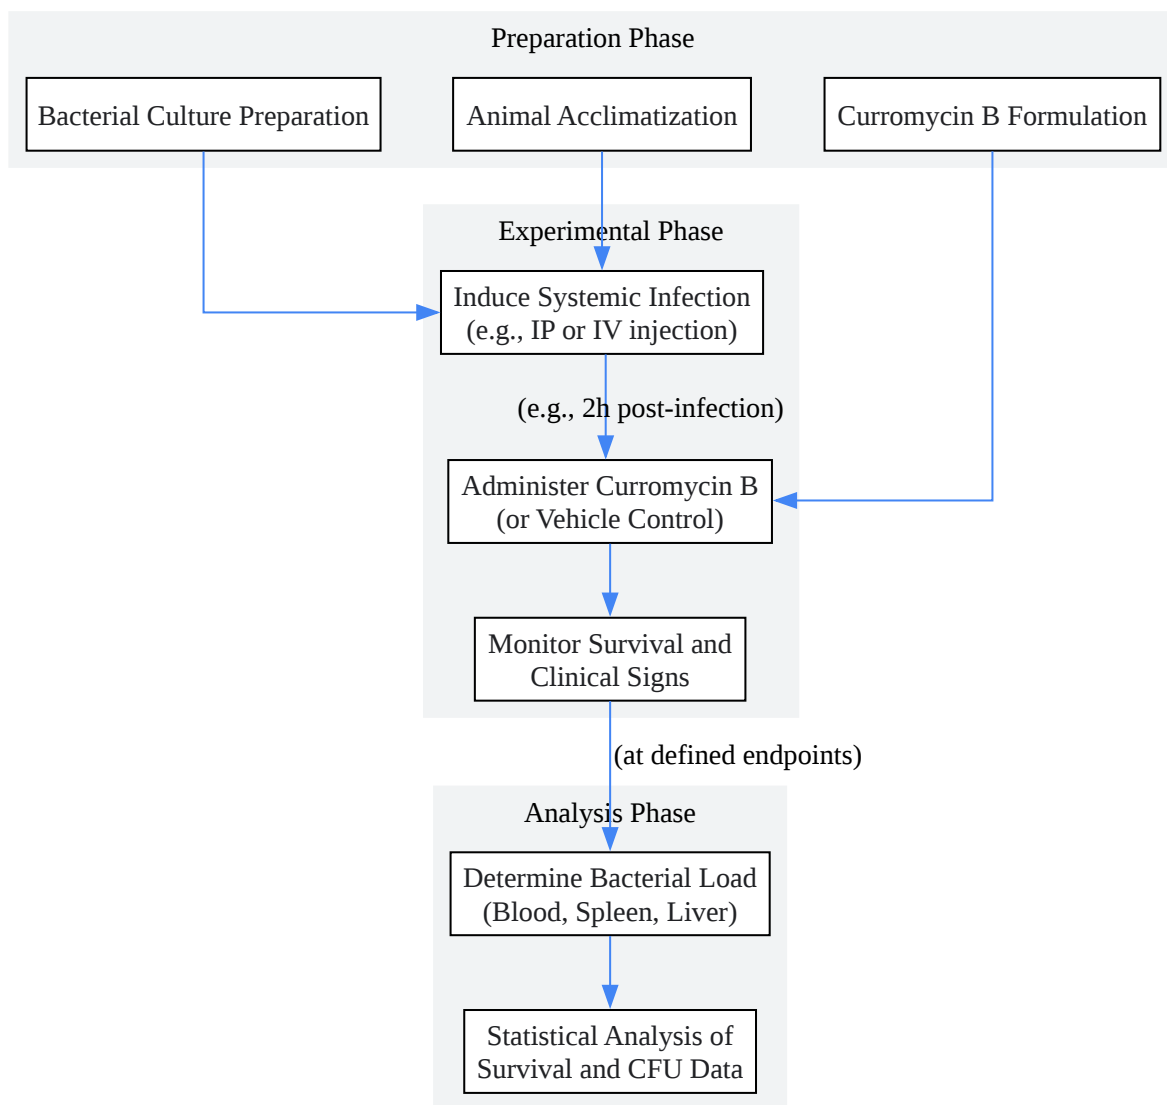 Preparation Phase
Bacterial Culture Preparation
Animal Acclimatization
Curromycin B Formulation
Experimental Phase
Induce Systemic Infection
(e.g., IP or IV injection)
(e.g., 2h post-infection)
Administer Curromycin B
(or Vehicle Control)
Monitor Survival and
Clinical Signs
(at defined endpoints)
Analysis Phase
Determine Bacterial Load
(Blood, Spleen, Liver)
Statistical Analysis of
Survival and CFU Data